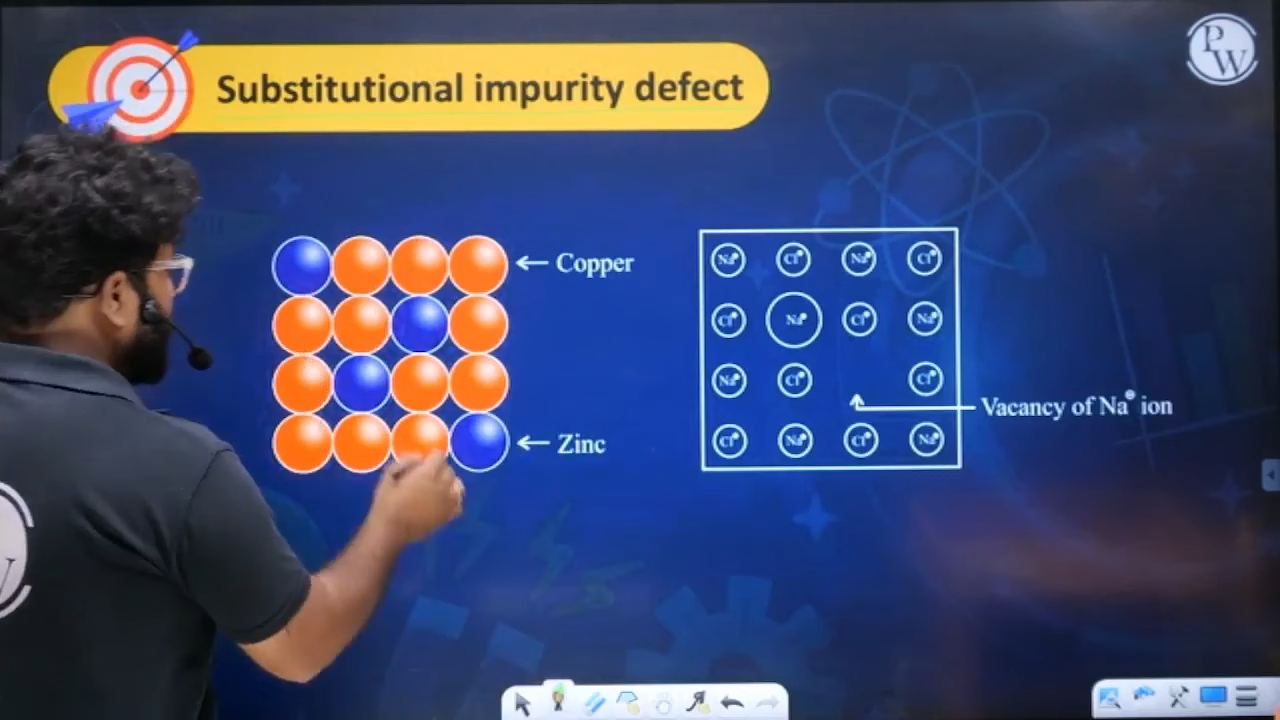 Substitutional impurity defect
PW
Copper
Zinc
Na• Cl• Na• Cl•
Cl• Na• Cl• Na•
Na• Cl• Cl•
Vacancy of Na⊕ ion
Cl• Na• Cl• Na•